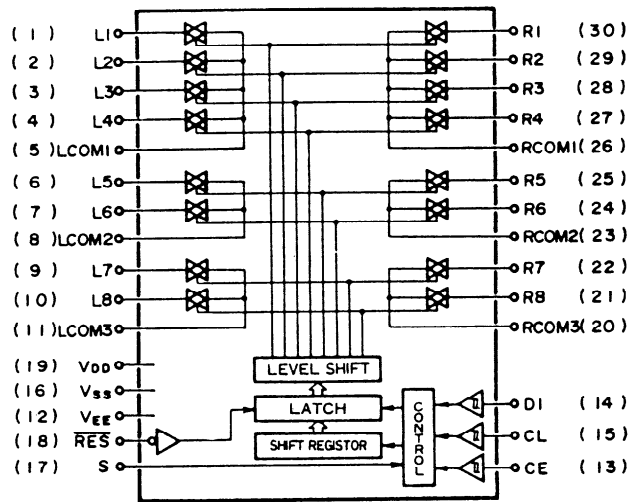 (1) L1 R1 (30)
(2) L2 R2 (29)
(3) L3 R3 (28)
(4) L4 R4 (27)
(5) LCOM1 RCOM1 (26)
(6) L5 R5 (25)
(7) L6 R6 (24)
(8) LCOM2 RCOM2 (23)
(9) L7 R7 (22)
(10) L8 R8 (21)
(11) LCOM3 RCOM3 (20)
(19) VDD LEVEL SHIFT
(16) VSS
(12) VEE LATCH CONTROL DI (14)
(18) RES SHIFT REGISTOR CL (15)
(17) S CE (13)